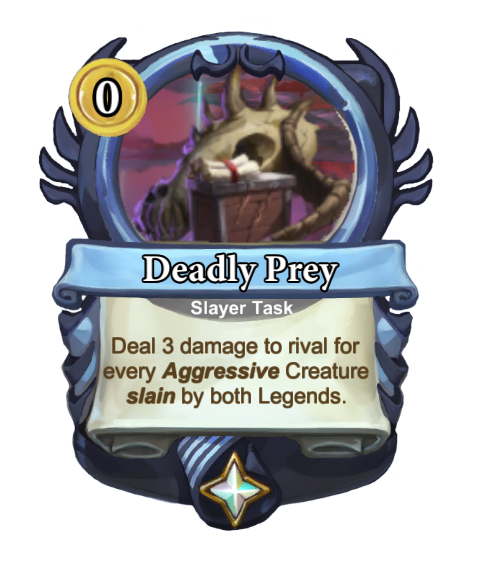 0
Deadly Prey
Slayer Task
Deal 3 damage to rival for
every Aggressive Creature
slain by both Legends.